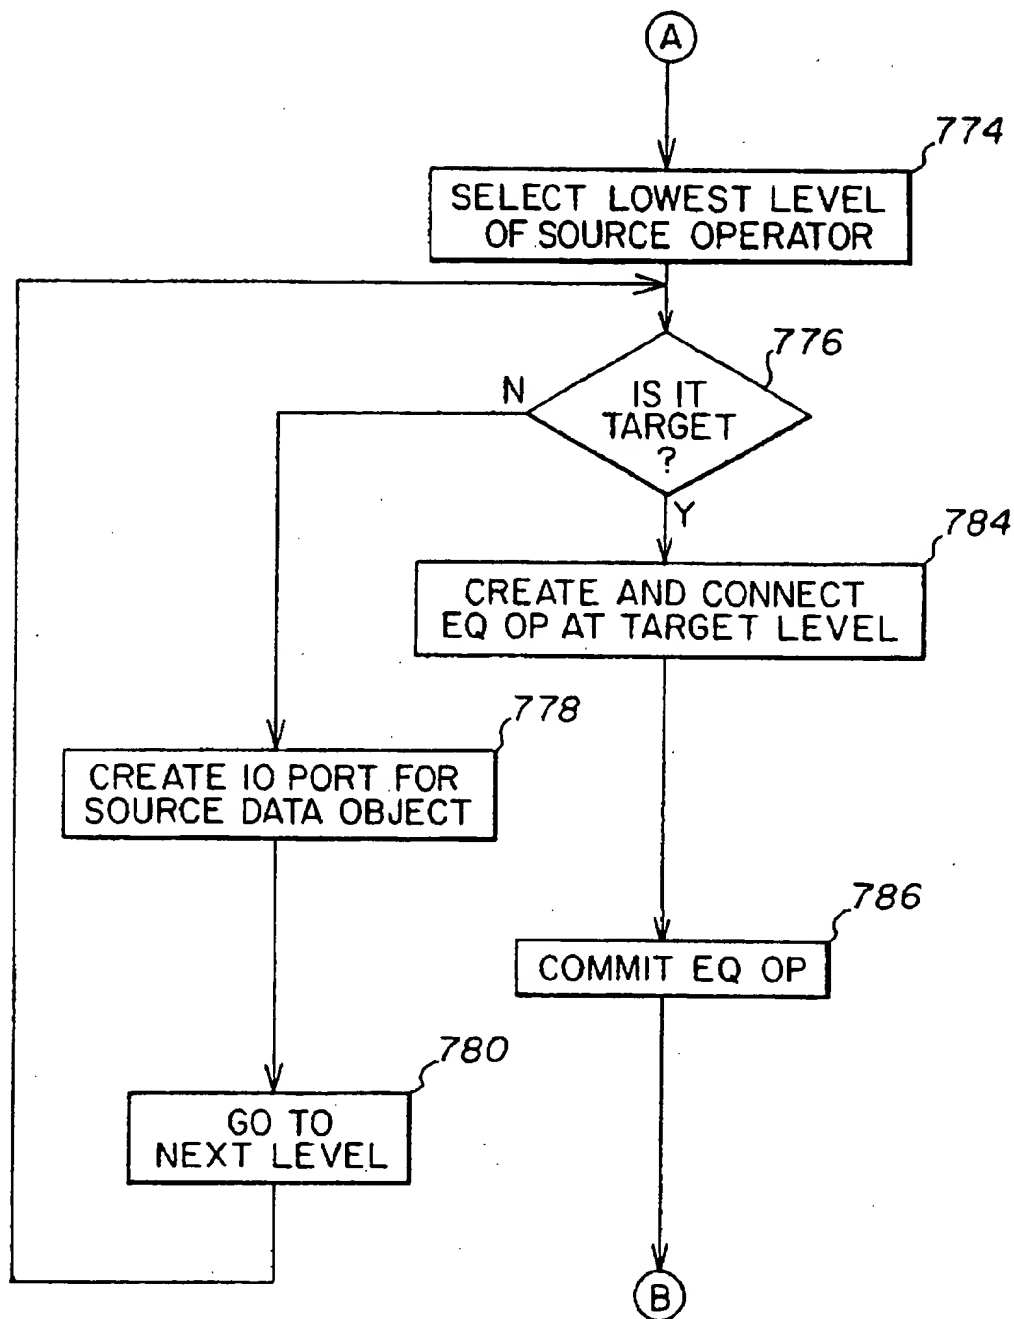 A
774
SELECT LOWEST LEVEL
OF SOURCE OPERATOR
776
N
IS IT
TARGET
?
Y
784
CREATE AND CONNECT
EQ OP AT TARGET LEVEL
778
CREATE IO PORT FOR
SOURCE DATA OBJECT
786
COMMIT EQ OP
780
GO TO
NEXT LEVEL
B